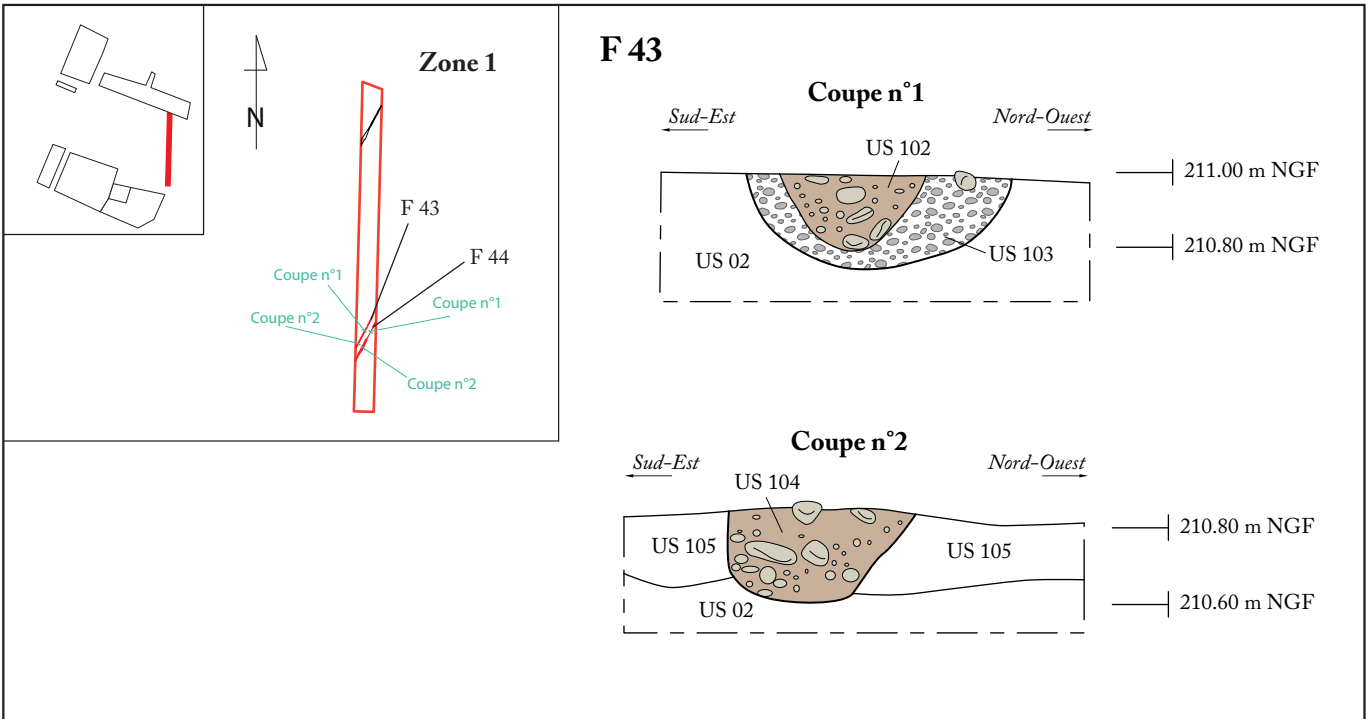 Zone 1
N
F 43
F 44
Coupe n°1
Coupe n°1
Coupe n°2
Coupe n°2
F 43
Coupe n°1
Sud-Est
Nord-Ouest
US 102
211.00 m NGF
US 02
US 103
210.80 m NGF
Coupe n°2
Sud-Est
Nord-Ouest
US 104
US 105
US 105
210.80 m NGF
US 02
210.60 m NGF